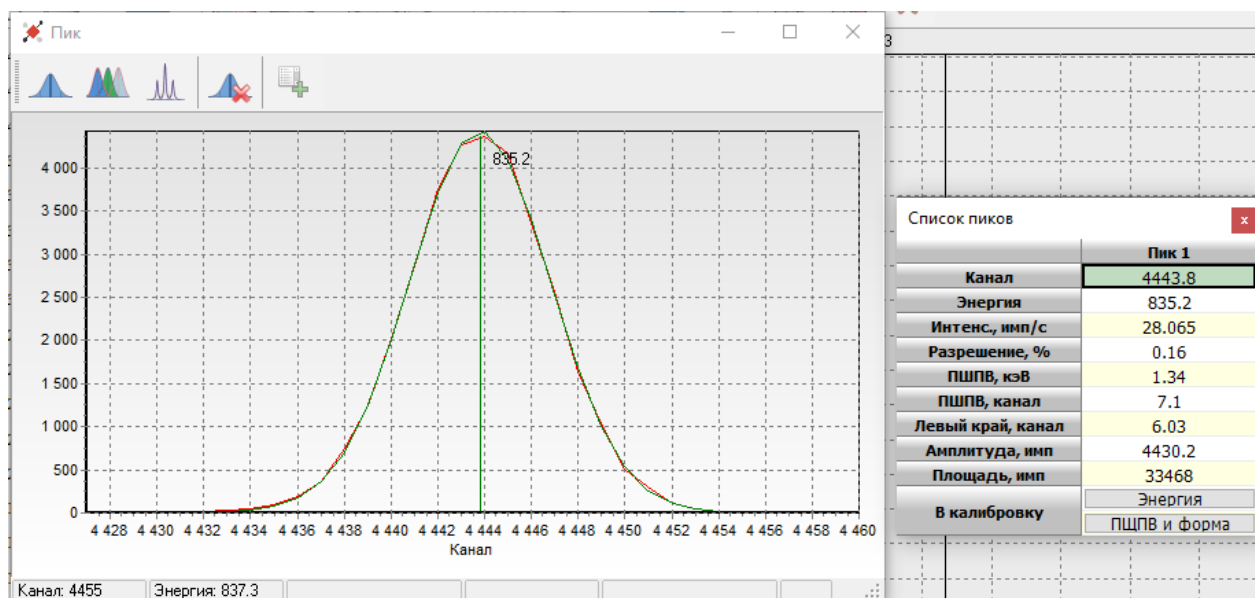 Пик
3
4 000
3 500
3 000
2 500
2 000
1 500
1 000
500
0
835.2
4 428 4 430 4 432 4 434 4 436 4 438 4 440 4 442 4 444 4 446 4 448 4 450 4 452 4 454 4 456 4 458 4 460
Канал
Канал: 4455 Энергия: 837.3
Список пиков x
Пик 1
Канал 4443.8
Энергия 835.2
Интенс., имп/с 28.065
Разрешение, % 0.16
ПШПВ, кэВ 1.34
ПШПВ, канал 7.1
Левый край, канал 6.03
Амплитуда, имп 4430.2
Площадь, имп 33468
В калибровку Энергия
ПЩПВ и форма